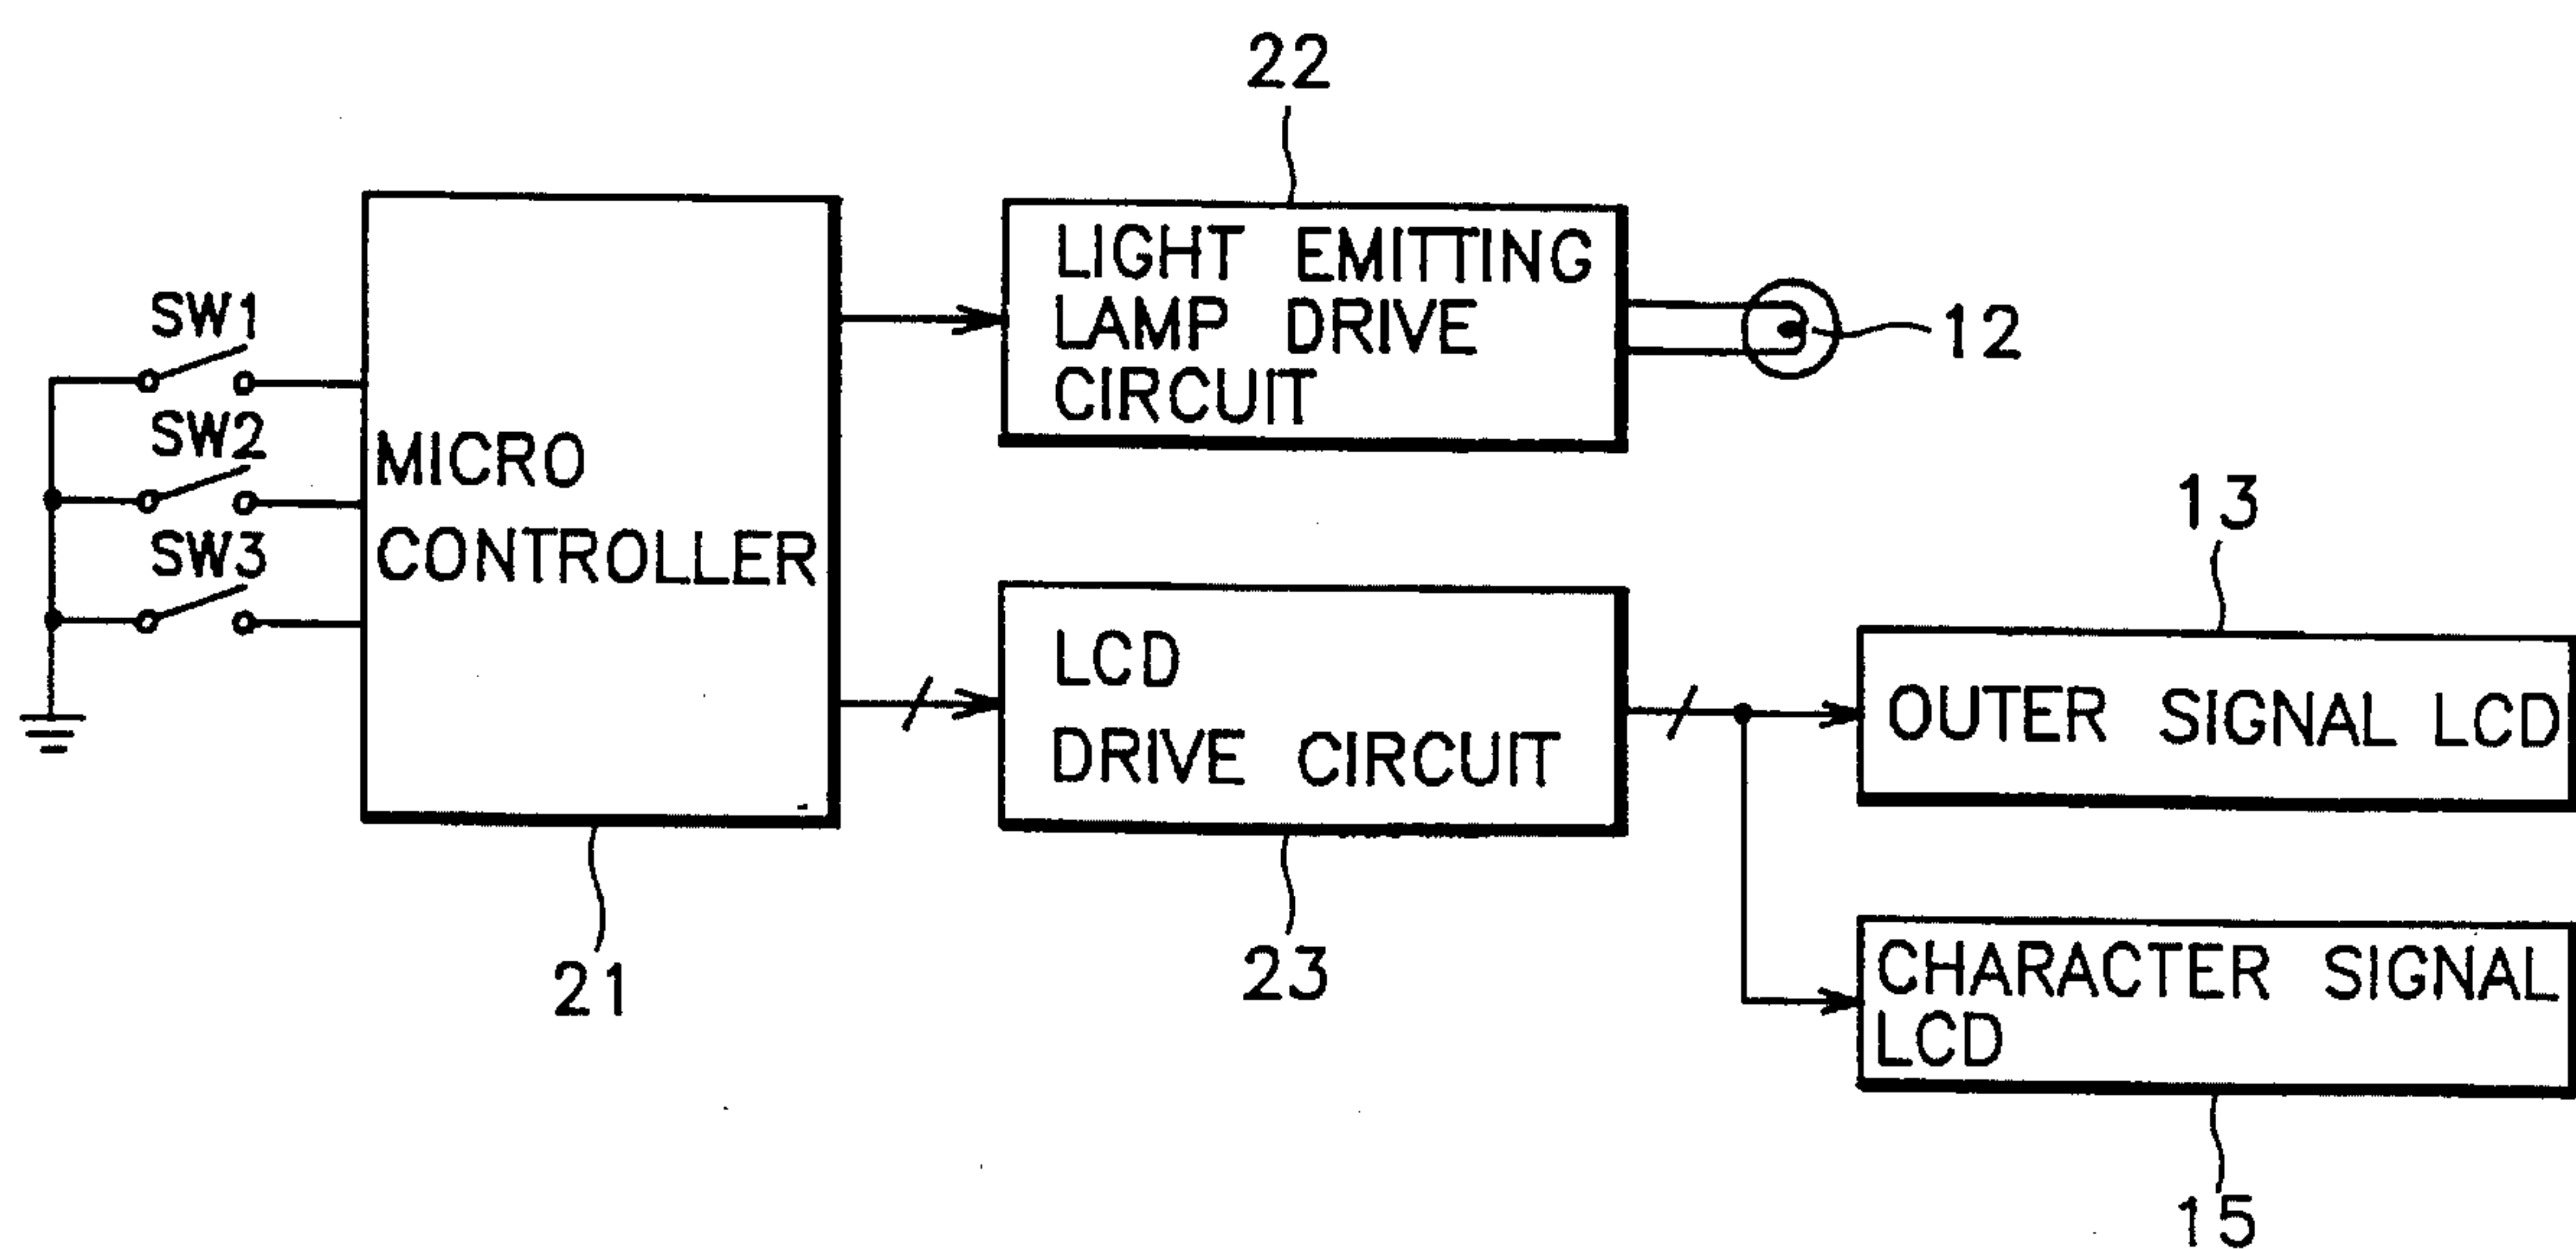 22
LIGHT EMITTING
LAMP DRIVE
CIRCUIT
12
SW1
SW2
SW3
MICRO
CONTROLLER
21
LCD
DRIVE CIRCUIT
23
13
OUTER SIGNAL LCD
CHARACTER SIGNAL
LCD
15